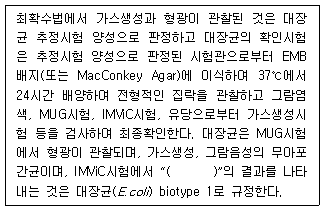 최확수법에서 가스생성과 형광이 관찰된 것은 대장
균 추정시험 양성으로 판정하고 대장균의 확인시험
은 추정시험 양성으로 판정된 시험관으로부터 EMB
배지(또는 MacConkey Agar)에 이식하여 37℃에서
24시간 배양하여 전형적인 집락을 관찰하고 그람염
색, MUG시험, IMViC시험, 유당으로부터 가스생성시
험 등을 검사하여 최종확인한다. 대장균은 MUG시험
에서 형광이 관찰되며, 가스생성, 그람음성의 무아포
간균이며, IMViC시험에서 “( )”의 결과를 나타
내는 것은 대장균(E.coli) biotype 1로 규정한다.